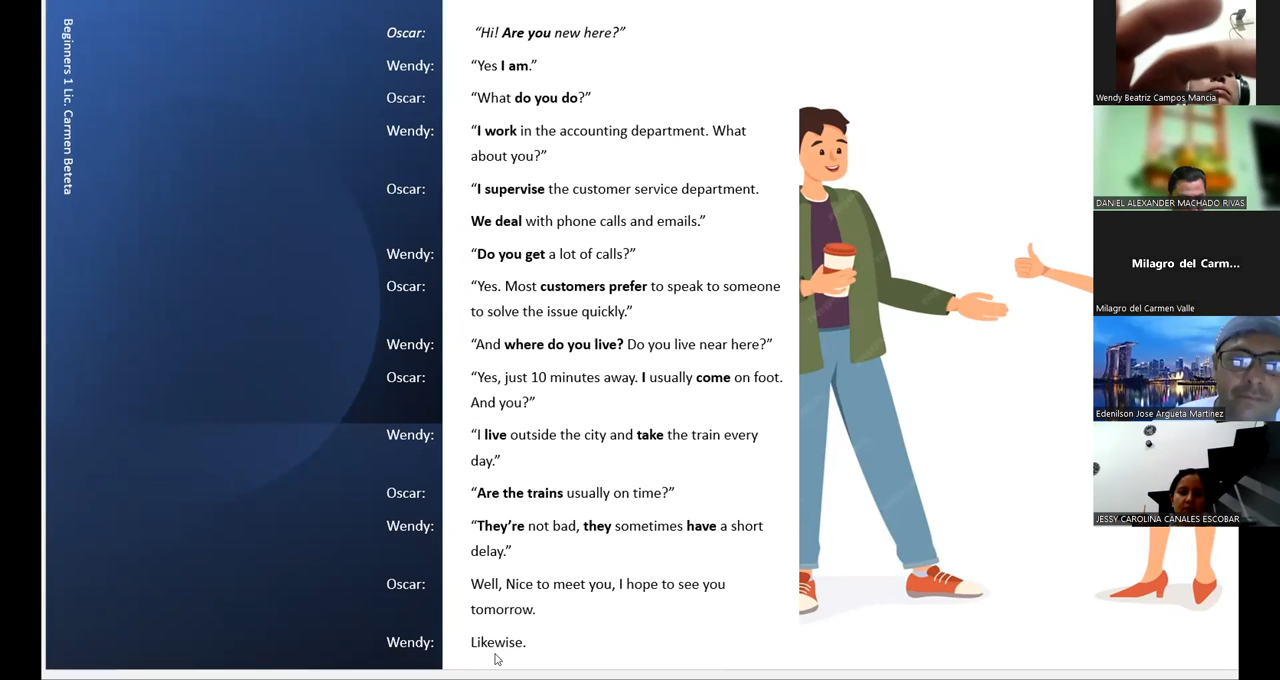 Beginners 1 Lic. Carmen Beteta
Oscar: “Hi! Are you new here?”
Wendy: “Yes I am.”
Oscar: “What do you do?”
Wendy: “I work in the accounting department. What
about you?”
Oscar: “I supervise the customer service department.
We deal with phone calls and emails.”
Wendy: “Do you get a lot of calls?”
Oscar: “Yes. Most customers prefer to speak to someone
to solve the issue quickly.”
Wendy: “And where do you live? Do you live near here?”
Oscar: “Yes, just 10 minutes away. I usually come on foot.
And you?”
Wendy: “I live outside the city and take the train every
day.”
Oscar: “Are the trains usually on time?”
Wendy: “They’re not bad, they sometimes have a short
delay.”
Oscar: Well, Nice to meet you, I hope to see you
tomorrow.
Wendy: Likewise.
Wendy Beatriz Campos Mancia
DANIEL ALEXANDER MACHADO RIVAS
Milagro del Carm...
Milagro del Carmen Valle
Edenilson Jose Argueta Martinez
JESSY CAROLINA CANALES ESCOBAR